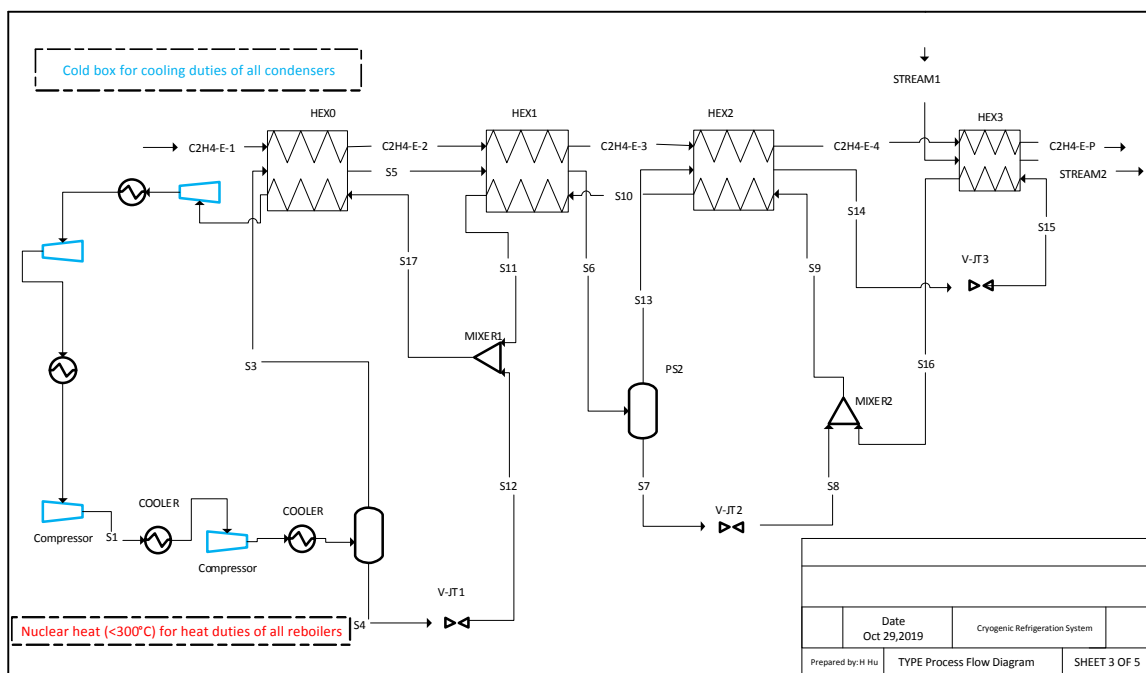 Cold box for cooling duties of all condensers
STREAM1
HEX0
HEX1
HEX2
HEX3
C2H4-E-1
C2H4-E-2
C2H4-E-3
C2H4-E-4
C2H4-E-P
S5
STREAM2
S10
S14
S15
S17
S11
S6
S9
V-JT3
S13
MIXER1
S3
S16
PS2
MIXER2
S12
S7
S8
COOLER
COOLER
V-JT2
Compressor
S1
Compressor
V-JT1
S4
Nuclear heat (<300°C) for heat duties of all reboilers
Date
Oct 29,2019
Cryogenic Refrigeration System
Prepared by: H Hu
TYPE Process Flow Diagram
SHEET 3 OF 5